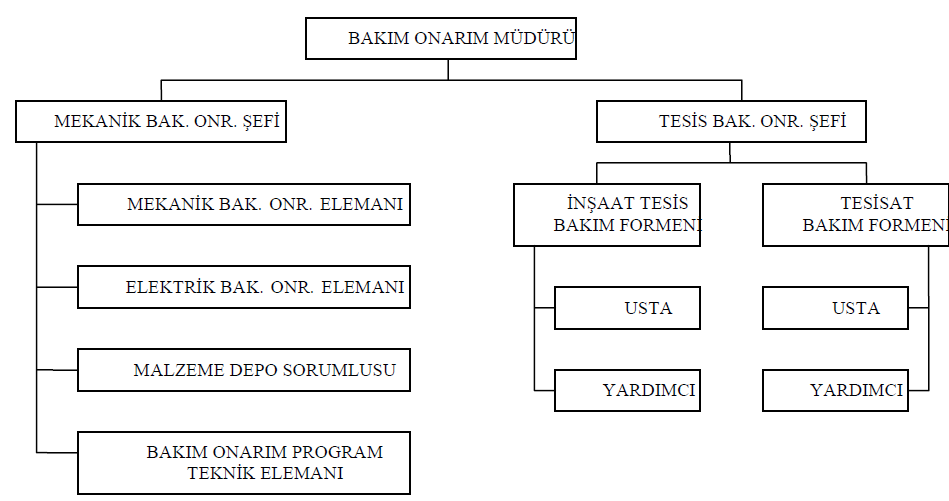 BAKIM ONARIM MÜDÜRÜ
MEKANİK BAK. ONR. ŞEFİ
TESİS BAK. ONR. ŞEFİ
MEKANİK BAK. ONR. ELEMANI
ELEKTRİK BAK. ONR. ELEMANI
MALZEME DEPO SORUMLUSU
BAKIM ONARIM PROGRAM
TEKNİK ELEMANI
İNŞAAT TESİS
BAKIM FORMENI
USTA
YARDIMCI
TESİSAT
BAKIM FORMENI
USTA
YARDIMCI